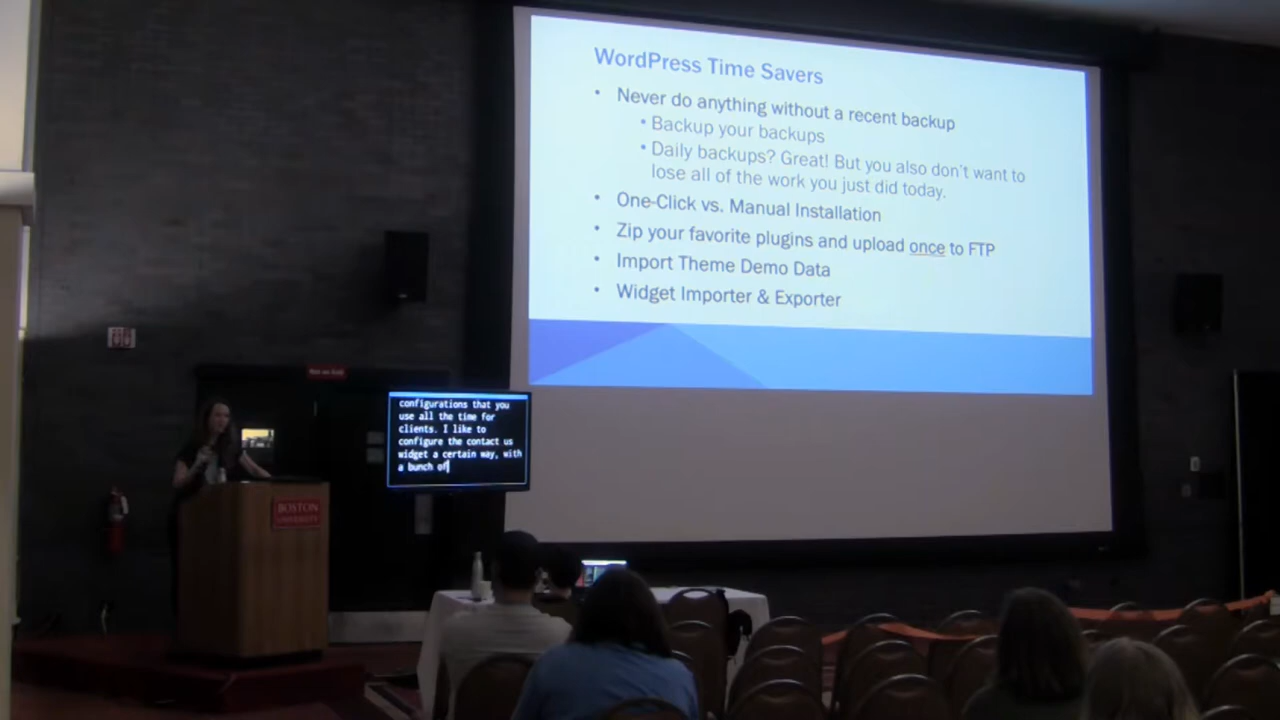 WordPress Time Savers
• Never do anything without a recent backup
• Backup your backups
• Daily backups? Great! But you also don't want to
lose all of the work you just did today.
• One-Click vs. Manual Installation
• Zip your favorite plugins and upload once to FTP
• Import Theme Demo Data
• Widget Importer & Exporter
configurations that you
use all the time for
clients. I like to
configure the contact us
widget a certain way, with
a bunch of
BOSTON
UNIVERSITY